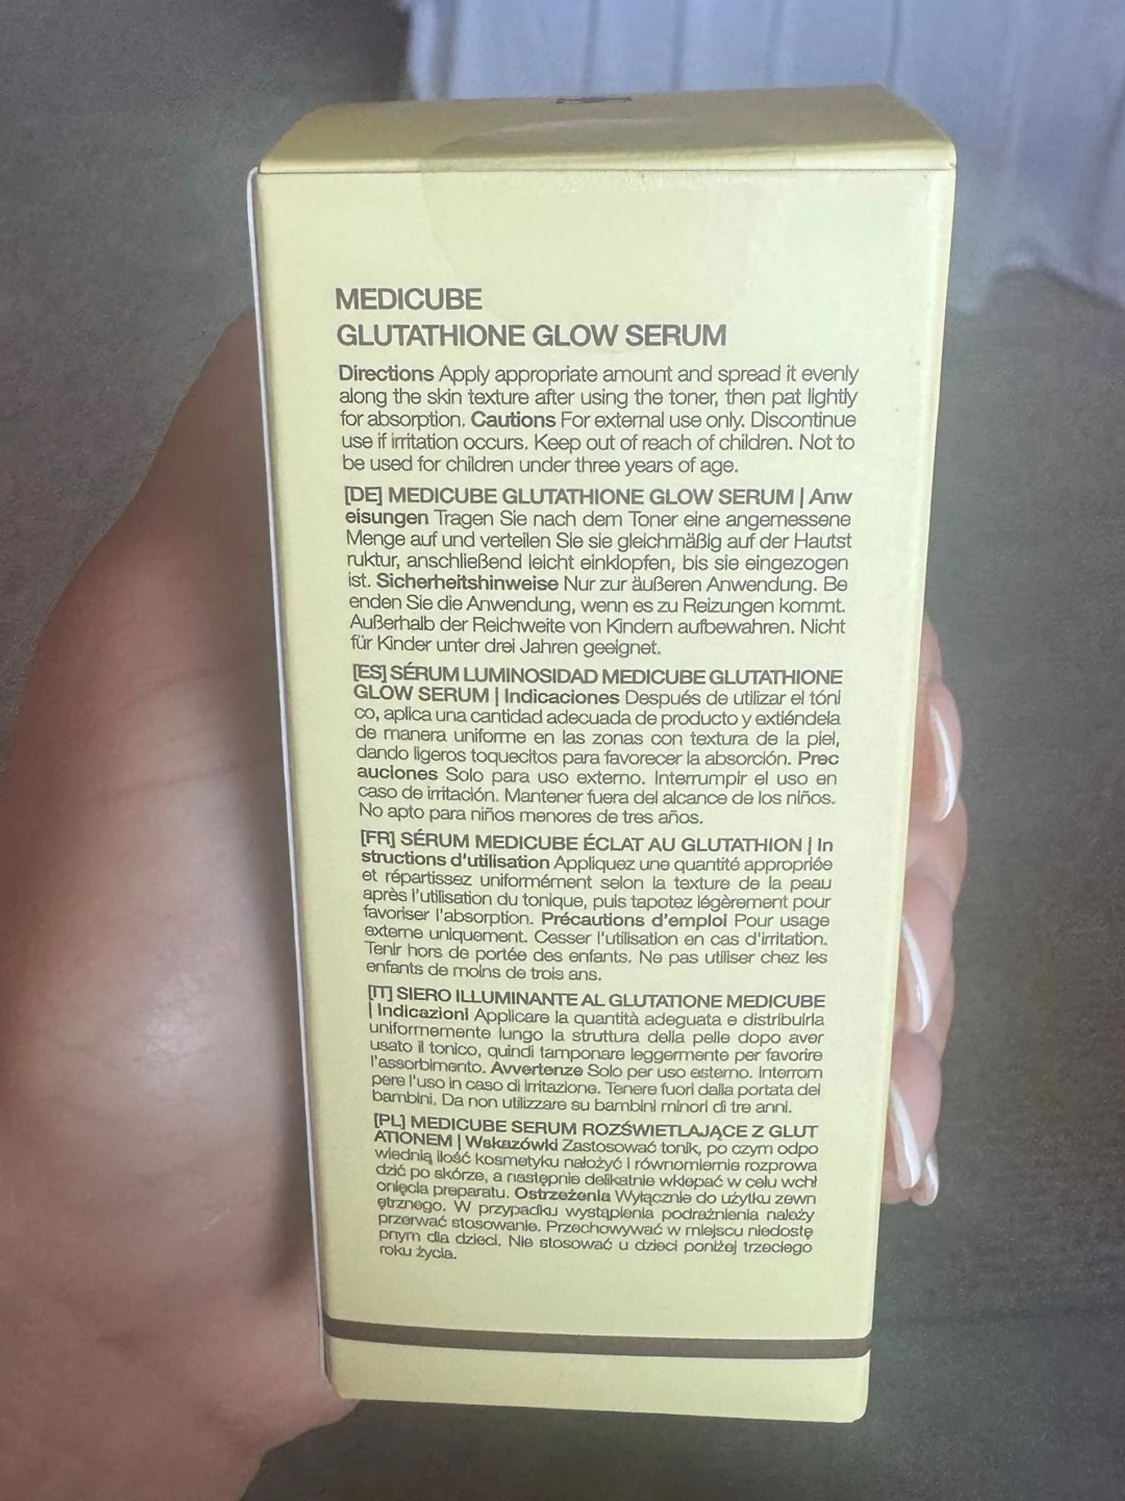 MEDICUBE
GLUTATHIONE GLOW SERUM
Directions Apply appropriate amount and spread it evenly
along the skin texture after using the toner, then pat lightly
for absorption. Cautions For external use only. Discontinue
use if irritation occurs. Keep out of reach of children. Not to
be used for children under three years of age.
[DE] MEDICUBE GLUTATHIONE GLOW SERUM | Anw
eisungen Tragen Sie nach dem Toner eine angemessene
Menge auf und verteilen Sie sie gleichmäßig auf der Hautst
ruktur, anschließend leicht einklopfen, bis sie eingezogen
ist. Sicherheitshinweise Nur zur äußeren Anwendung. Be
enden Sie die Anwendung, wenn es zu Reizungen kommt.
Außerhalb der Reichweite von Kindern aufbewahren. Nicht
für Kinder unter drei Jahren geeignet.
[ES] SÉRUM LUMINOSIDAD MEDICUBE GLUTATHIONE
GLOW SERUM | Indicaciones Después de utilizar el tóni
co, aplica una cantidad adecuada de producto y extiéndela
de manera uniforme en las zonas con textura de la piel,
dando ligeros toquecitos para favorecer la absorción. Prec
auciones Solo para uso externo. Interrumpir el uso en
caso de irritación. Mantener fuera del alcance de los niños.
No apto para niños menores de tres años.
[FR] SÉRUM MEDICUBE ÉCLAT AU GLUTATHION | In
structions d'utilisation Appliquez une quantité appropriée
et répartissez uniformément selon la texture de la peau
après l'utilisation du tonique, puis tapotez légèrement pour
favoriser l'absorption. Précautions d'emploi Pour usage
externe uniquement. Cesser l'utilisation en cas d'irritation.
Tenir hors de portée des enfants. Ne pas utiliser chez les
enfants de moins de trois ans.
[IT] SIERO ILLUMINANTE AL GLUTATIONE MEDICUBE
| Indicazioni Applicare la quantità adeguata e distribuirla
uniformemente lungo la struttura della pelle dopo aver
usato il tonico, quindi tamponare leggermente per favorire
l'assorbimento. Avvertenze Solo per uso esterno. Interrom
pere l'uso in caso di irritazione. Tenere fuori dalla portata dei
bambini. Da non utilizzare su bambini minori di tre anni.
[PL] MEDICUBE SERUM ROZŚWIETLAJĄCE Z GLUT
ATIONEM | Wskazówki Zastosować tonik, po czym odpo
wiednią ilość kosmetyku nałożyć i równomiernie rozprowa
dzić po skórze, a następnie delikatnie wklepać w celu wchł
onięcia preparatu. Ostrzeżenia Wyłącznie do użytku zewn
ętrznego. W przypadku wystąpienia podrażnienia należy
przerwać stosowanie. Przechowywać w miejscu niedostę
pnym dla dzieci. Nie stosować u dzieci poniżej trzeciego
roku życia.